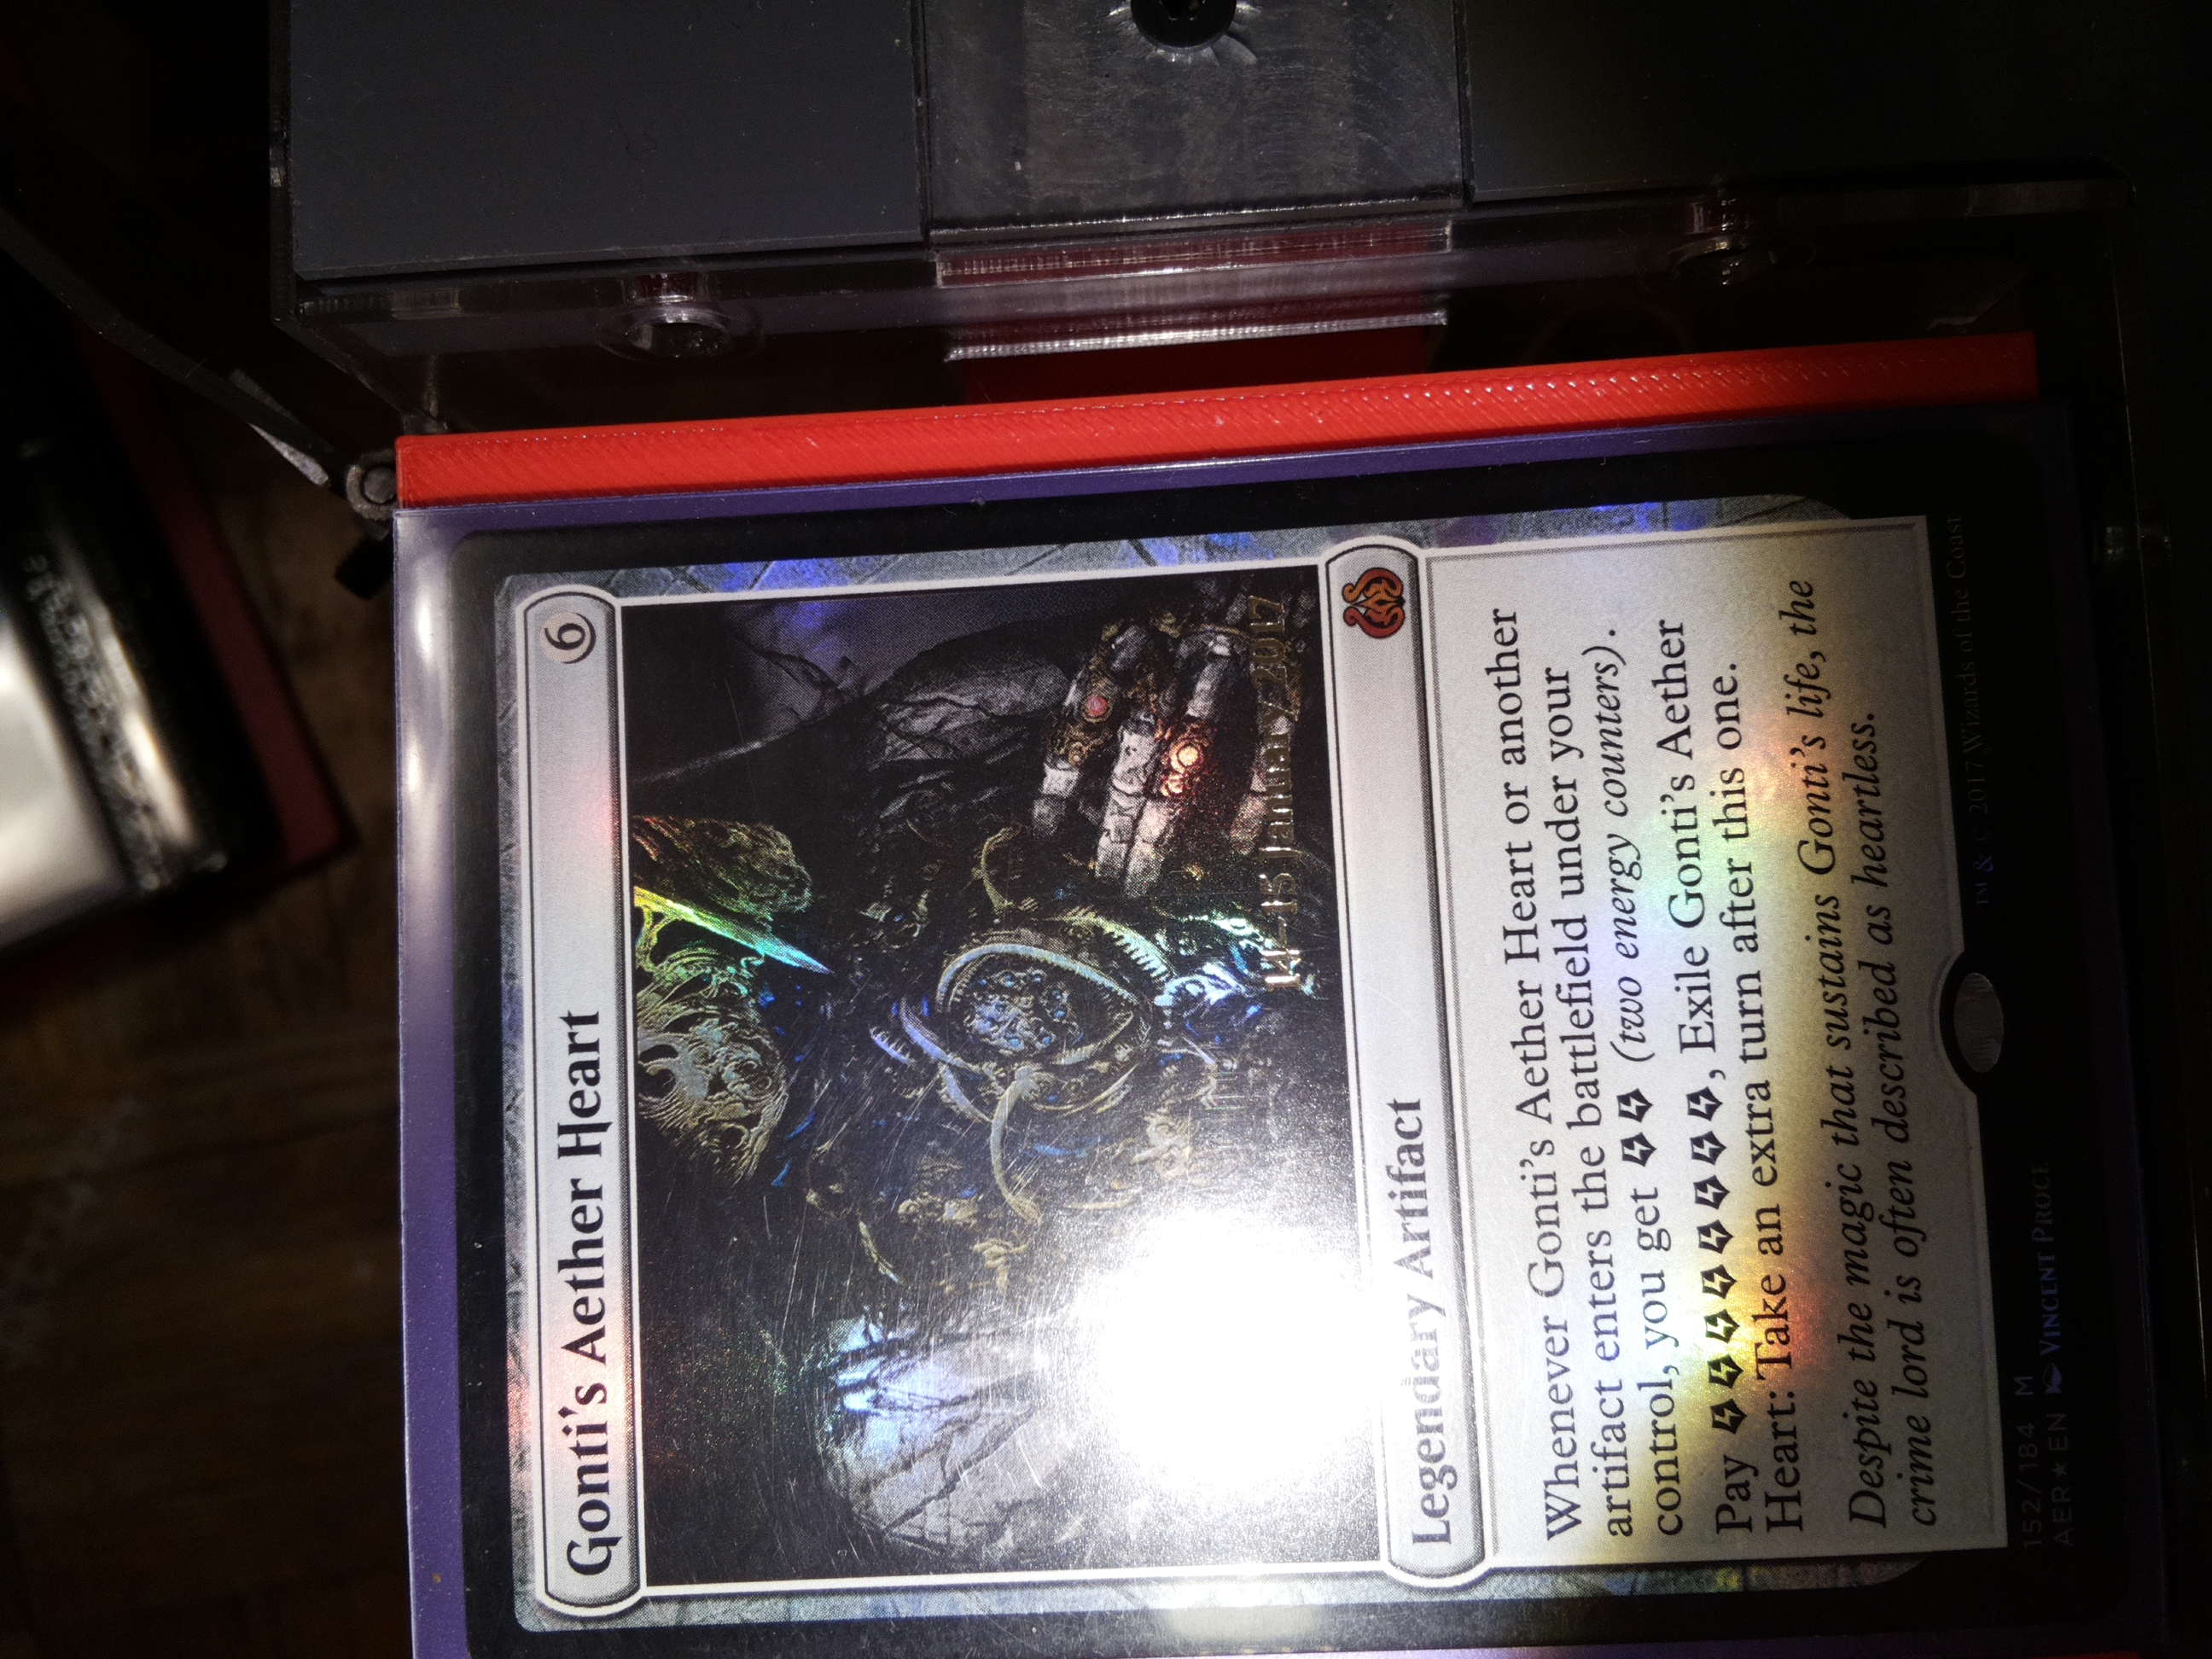 Gonti's Aether Heart
6
14–15 January 2017
Legendary Artifact
Whenever Gonti's Aether Heart or another
artifact enters the battlefield under your
control, you get (two energy counters).
Pay , Exile Gonti's Aether
Heart: Take an extra turn after this one.
Despite the magic that sustains Gonti's life, the
crime lord is often described as heartless.
152/184 M
AER★EN VINCENT PROCE
™ & © 2017 Wizards of the Coast